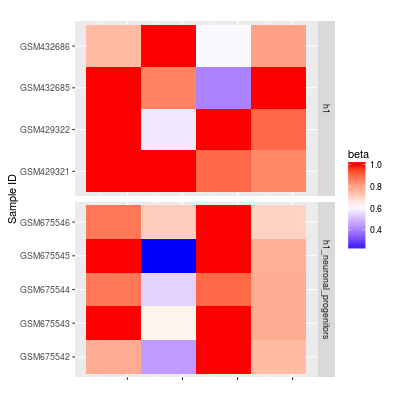 GSM432686
GSM432685
GSM429322
GSM429321
h1
GSM675546
GSM675545
GSM675544
GSM675543
GSM675542
h1_neuronal_progenitors
Sample ID
beta
1.0
0.8
0.6
0.4